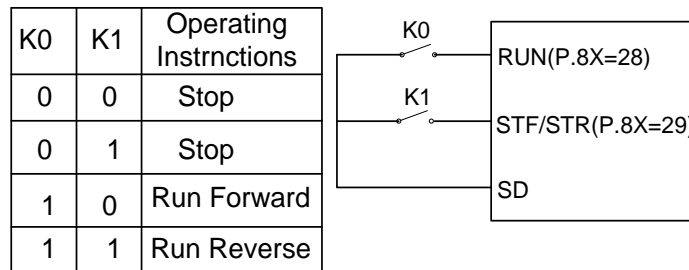 K0 K1 Operating Instrnctions
0 0 Stop
0 1 Stop
1 0 Run Forward
1 1 Run Reverse
K0
RUN(P.8X=28)
K1
STF/STR(P.8X=29)
SD